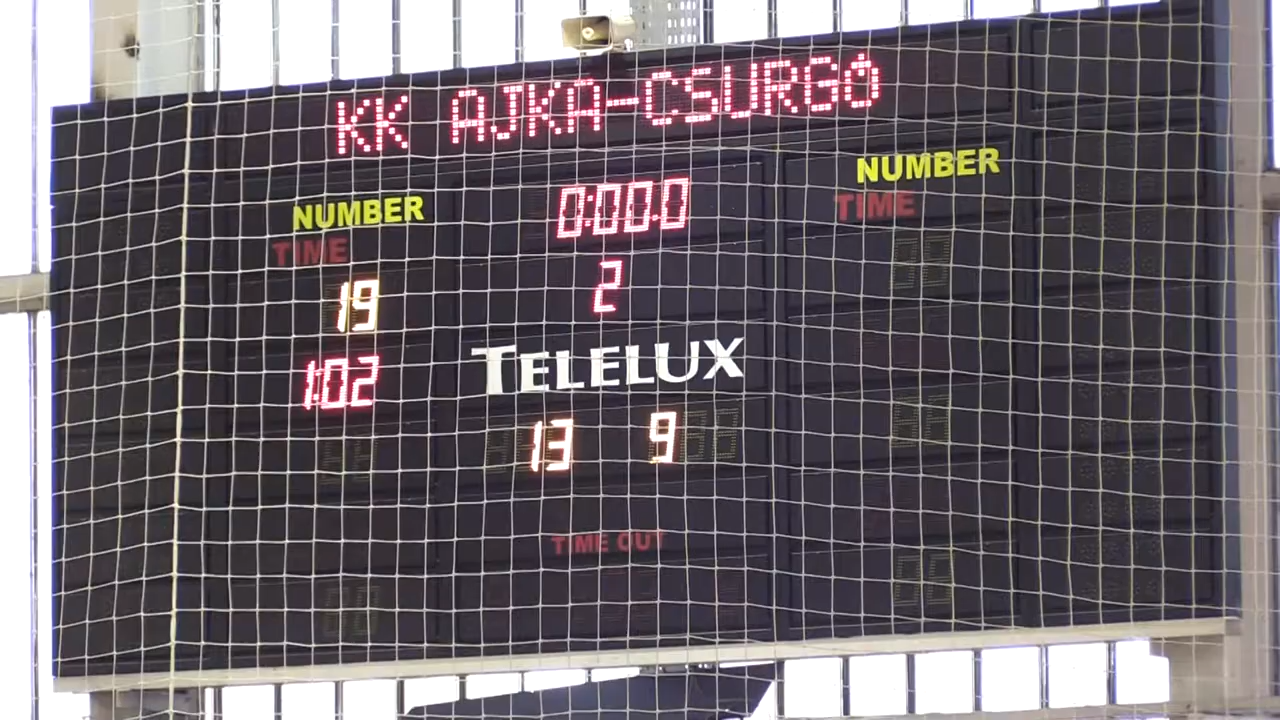 KK AJKA-CSURGÓ
NUMBER
TIME
19
1:02
0:00.0
2
TELELUX
13 9
TIME OUT
NUMBER
TIME